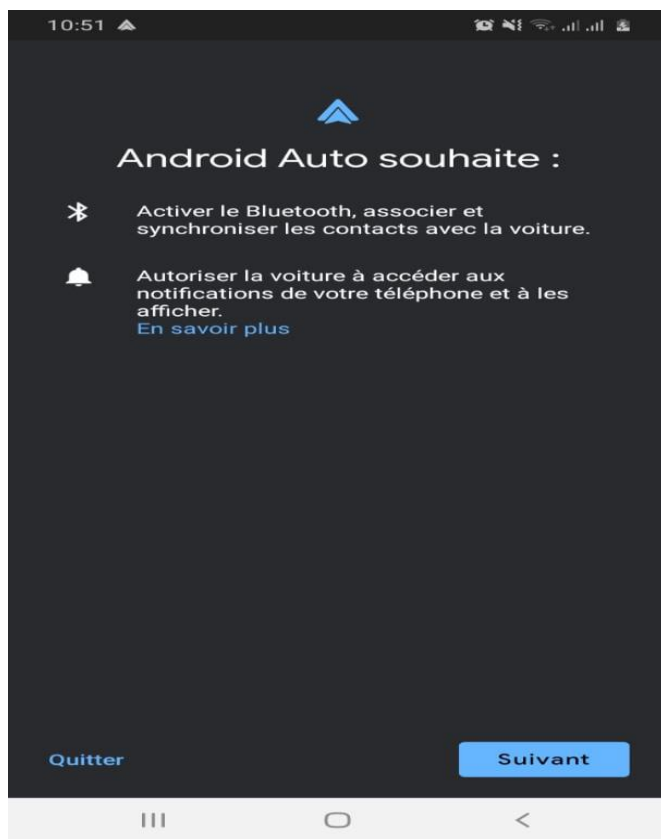 10:51
Android Auto souhaite :
Activer le Bluetooth, associer et
synchroniser les contacts avec la voiture.
Autoriser la voiture à accéder aux
notifications de votre téléphone et à les
afficher.
En savoir plus
Quitter
Suivant